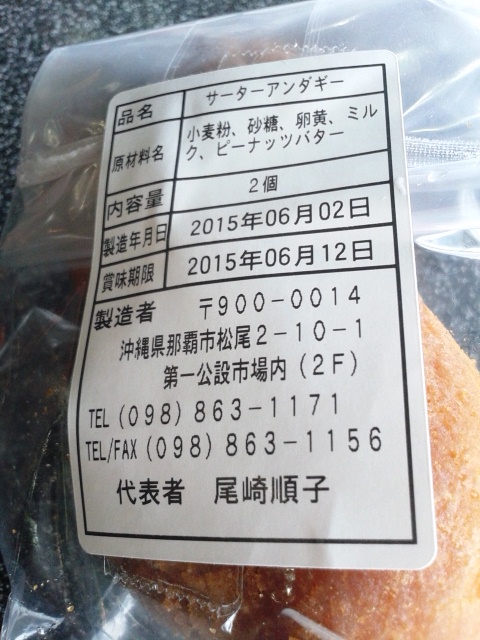 品名 サーターアンダギー
原材料名 小麦粉、砂糖、卵黄、ミル
ク、ピーナッツバター
内容量 2個
製造年月日 2015年06月02日
賞味期限 2015年06月12日
製造者 〒900-0014
沖縄県那覇市松尾2-10-1
第一公設市場内(2F)
TEL(098)863-1171
TEL/FAX(098)863-1156
代表者 尾崎順子